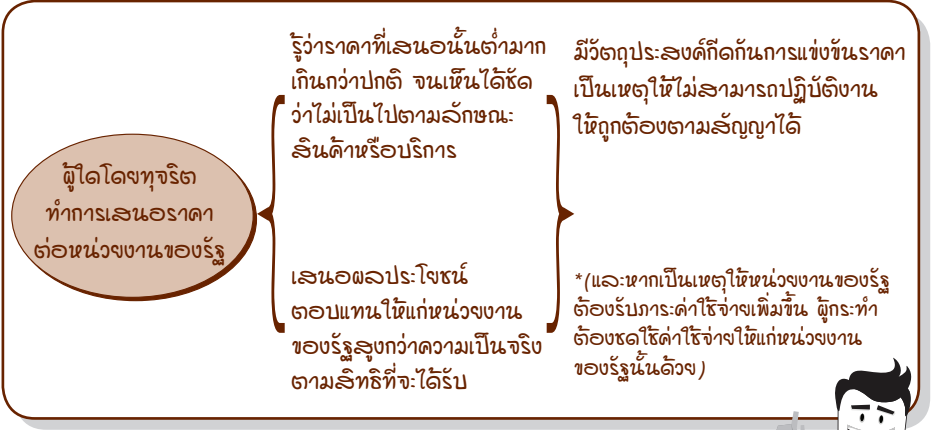 ผู้ใดโดยทุจริต
ทำการเสนอราคา
ต่อหน่วยงานของรัฐ
รู้ว่าราคาที่เสนอนั้นต่ำมาก
เกินกว่าปกติ จนเห็นได้ชัด
ว่าไม่เป็นไปตามลักษณะ
สินค้าหรือบริการ
เสนอผลประโยชน์
ตอบแทนให้แก่หน่วยงาน
ของรัฐสูงกว่าความเป็นจริง
ตามสิทธิที่จะได้รับ
มีวัตถุประสงค์กีดกันการแข่งขันราคา
เป็นเหตุให้ไม่สามารถปฏิบัติงาน
ให้ถูกต้องตามสัญญาได้
*(และหากเป็นเหตุให้หน่วยงานของรัฐ
ต้องรับภาระค่าใช้จ่ายเพิ่มขึ้น ผู้กระทำ
ต้องชดใช้ค่าใช้จ่ายให้แก่หน่วยงาน
ของรัฐนั้นด้วย)